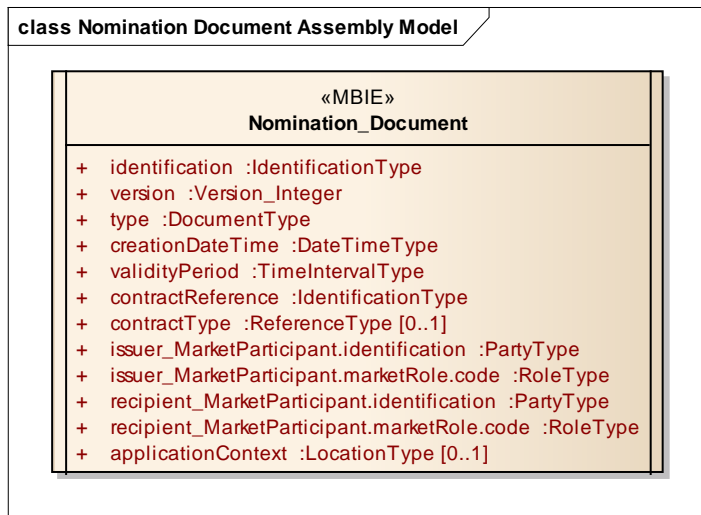 class Nomination Document Assembly Model
«MBIE»
Nomination_Document
+ identification :IdentificationType
+ version :Version_Integer
+ type :DocumentType
+ creationDateTime :DateTimeType
+ validityPeriod :TimeIntervalType
+ contractReference :IdentificationType
+ contractType :ReferenceType [0..1]
+ issuer_MarketParticipant.identification :PartyType
+ issuer_MarketParticipant.marketRole.code :RoleType
+ recipient_MarketParticipant.identification :PartyType
+ recipient_MarketParticipant.marketRole.code :RoleType
+ applicationContext :LocationType [0..1]